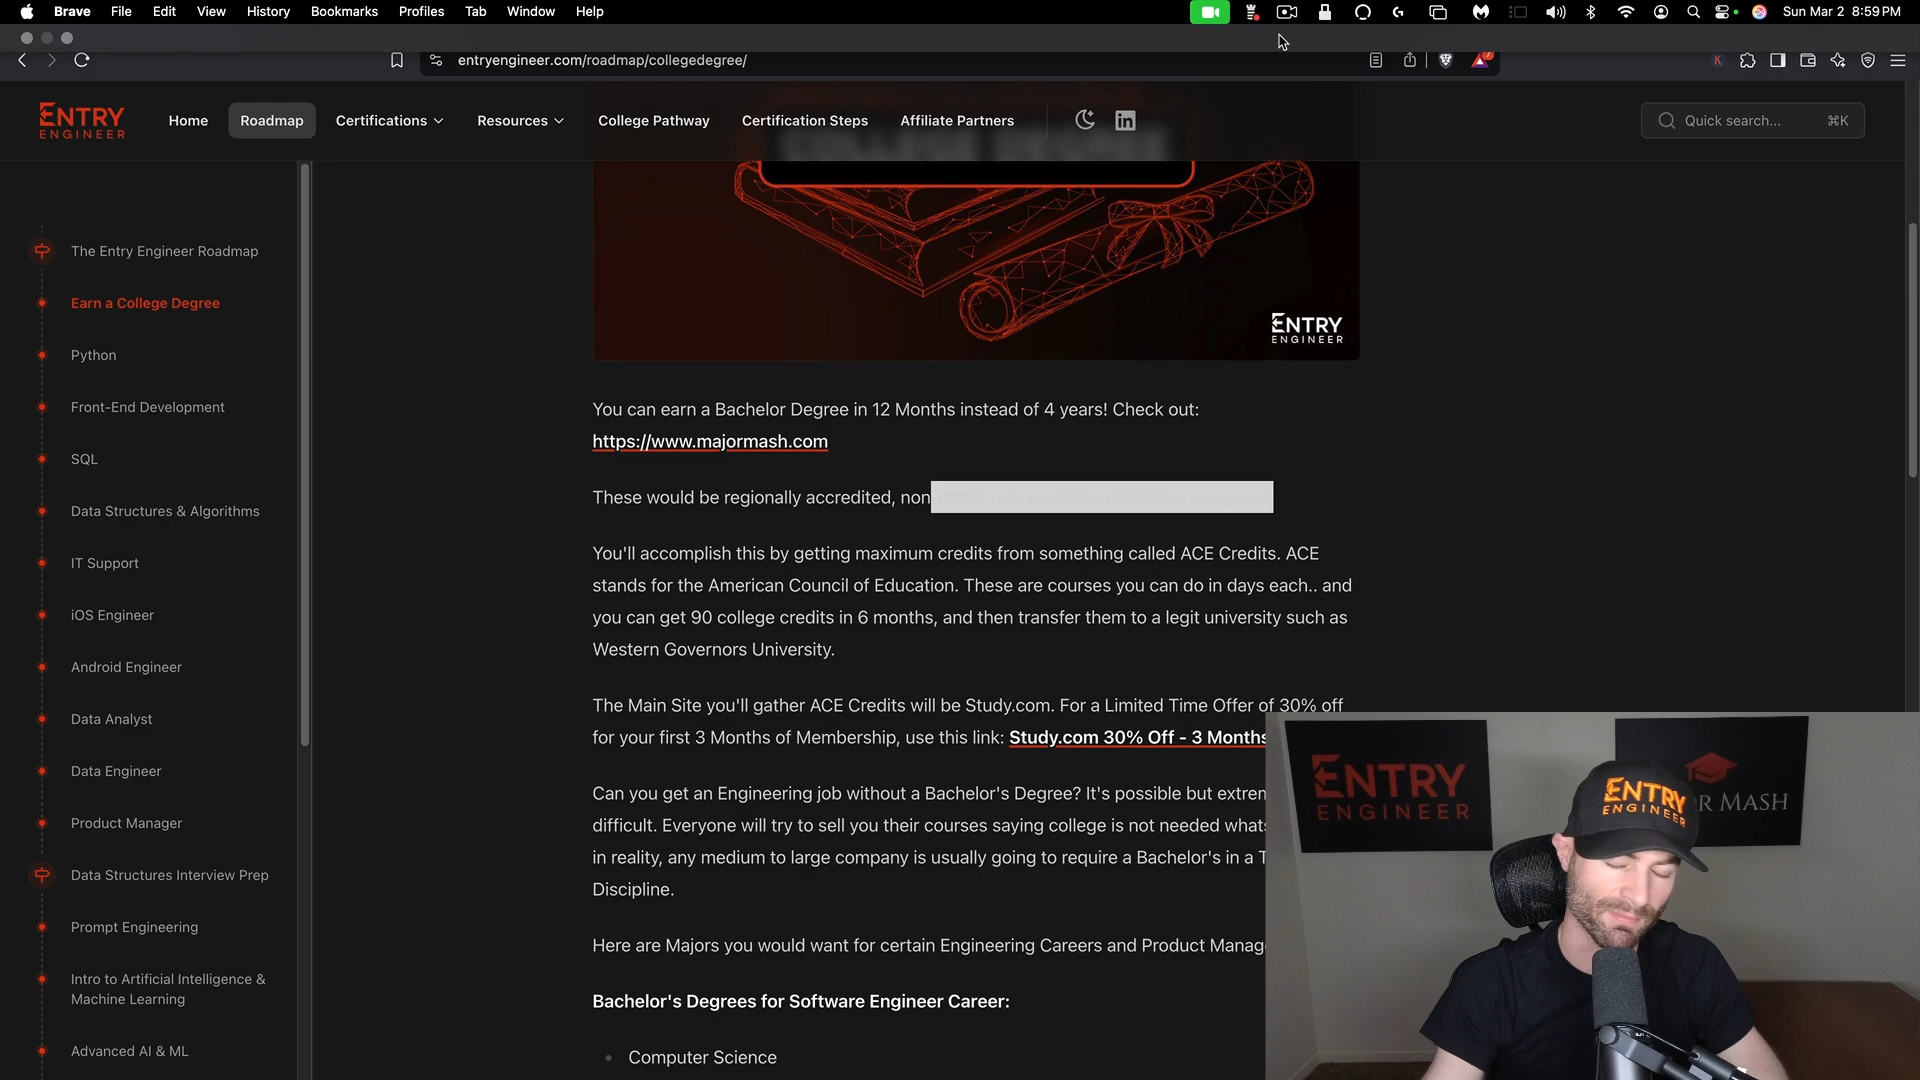 Brave File Edit View History Bookmarks Profiles Tab Window Help
Sun Mar 2 8:59 PM
entryengineer.com/roadmap/collegedegree/
ENTRY
ENGINEER
Home Roadmap Certifications Resources College Pathway Certification Steps Affiliate Partners
Quick search... ⌘K
COLLEGE DEGREE
The Entry Engineer Roadmap
Earn a College Degree
Python
Front-End Development
SQL
Data Structures & Algorithms
IT Support
iOS Engineer
Android Engineer
Data Analyst
Data Engineer
Product Manager
Data Structures Interview Prep
Prompt Engineering
Intro to Artificial Intelligence &
Machine Learning
Advanced AI & ML
ENTRY
ENGINEER
You can earn a Bachelor Degree in 12 Months instead of 4 years! Check out:
https://www.majormash.com
These would be regionally accredited, non
You'll accomplish this by getting maximum credits from something called ACE Credits. ACE
stands for the American Council of Education. These are courses you can do in days each.. and
you can get 90 college credits in 6 months, and then transfer them to a legit university such as
Western Governors University.
The Main Site you'll gather ACE Credits will be Study.com. For a Limited Time Offer of 30% off
for your first 3 Months of Membership, use this link: Study.com 30% Off - 3 Months
Can you get an Engineering job without a Bachelor's Degree? It's possible but extrem
difficult. Everyone will try to sell you their courses saying college is not needed whats
in reality, any medium to large company is usually going to require a Bachelor's in a T
Discipline.
Here are Majors you would want for certain Engineering Careers and Product Manag
Bachelor's Degrees for Software Engineer Career:
Computer Science
ENTRY
ENGINEER
OR MASH
ENTRY
ENGINEER